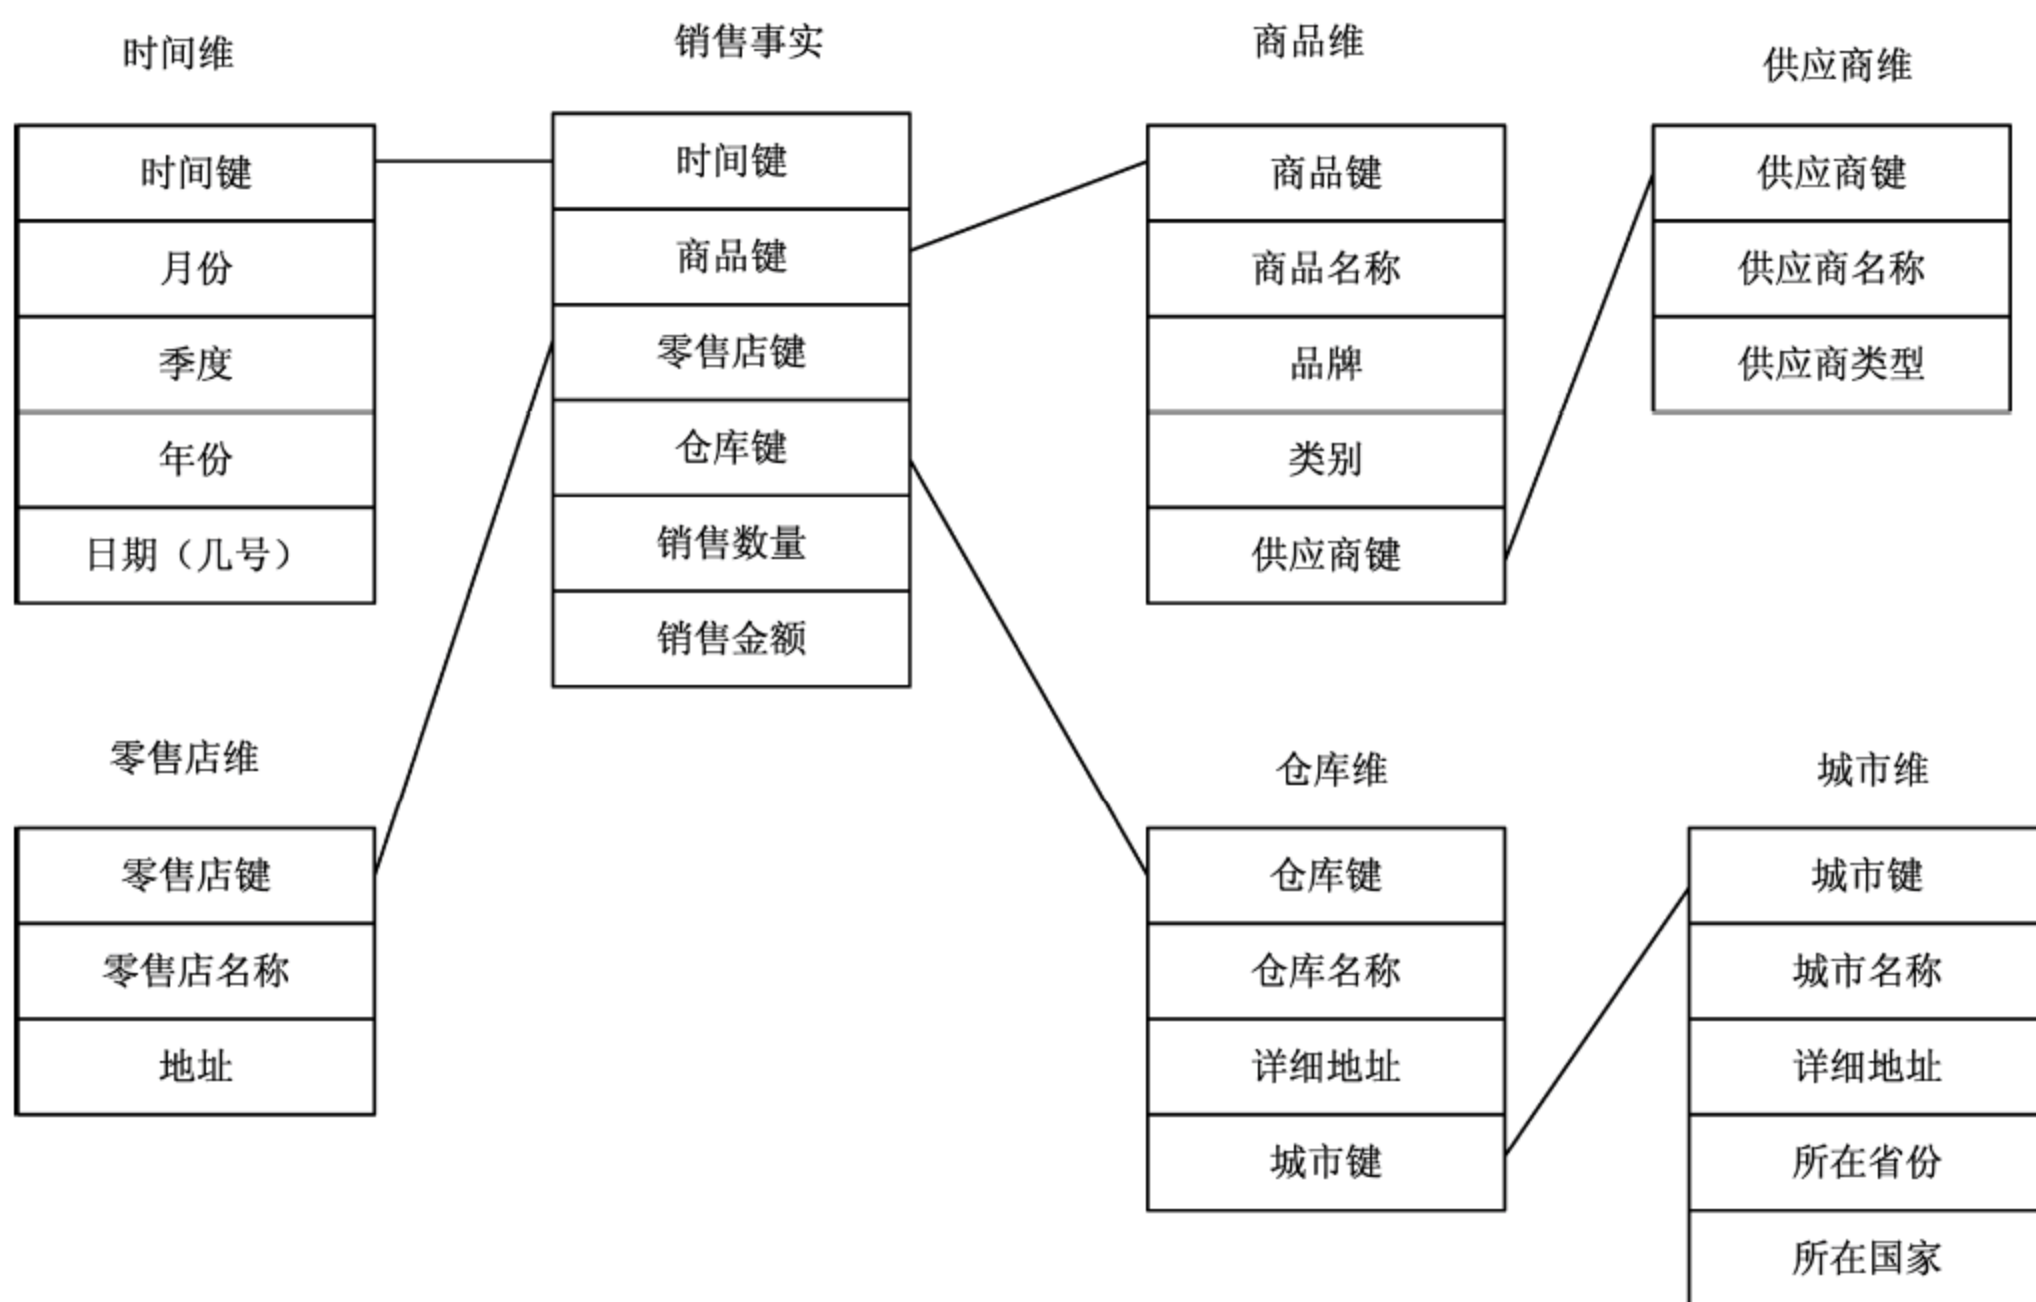 时间维
时间键
月份
季度
年份
日期（几号）
销售事实
时间键
商品键
零售店键
仓库键
销售数量
销售金额
商品维
商品键
商品名称
品牌
类别
供应商键
供应商维
供应商键
供应商名称
供应商类型
零售店维
零售店键
零售店名称
地址
仓库维
仓库键
仓库名称
详细地址
城市键
城市维
城市键
城市名称
详细地址
所在省份
所在国家